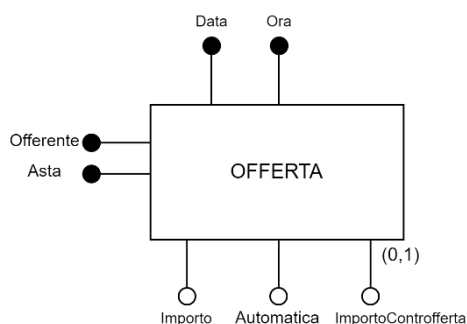 Data Ora
Offerente
Asta
OFFERTA
(0,1)
Importo Automatica ImportoControfferta